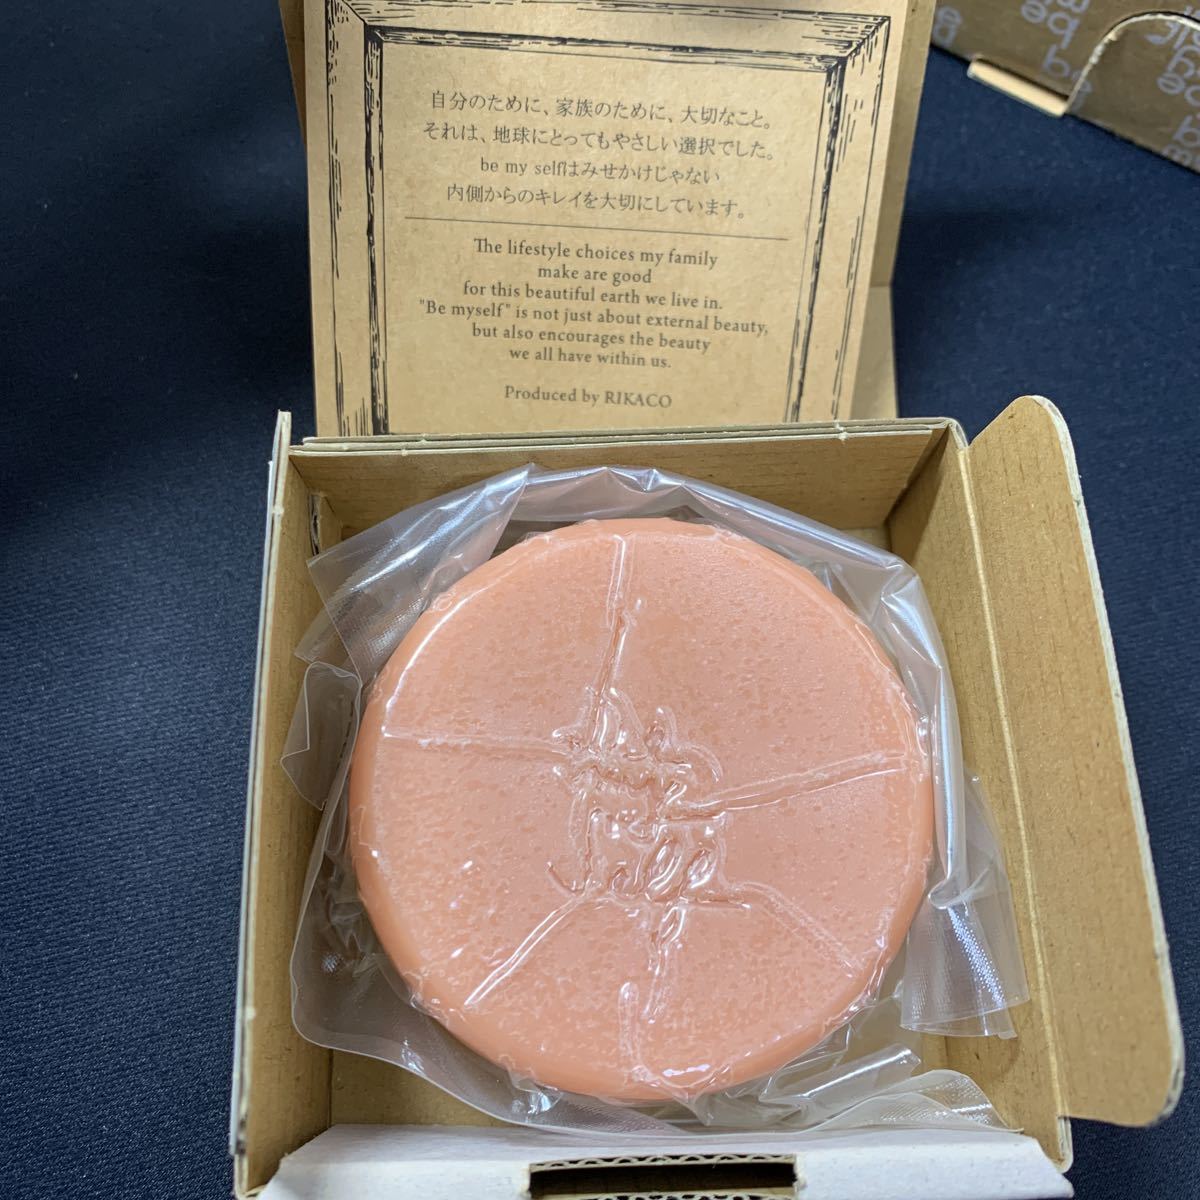 自分のために、家族のために、大切なこと。
それは、地球にとってもやさしい選択でした。
be my selfはみせかけじゃない
内側からのキレイを大切にしています。
The lifestyle choices my family
make are good
for this beautiful earth we live in.
"Be myself" is not just about external beauty,
but also encourages the beauty
we all have within us.
Produced by RIKACO
be
my
self